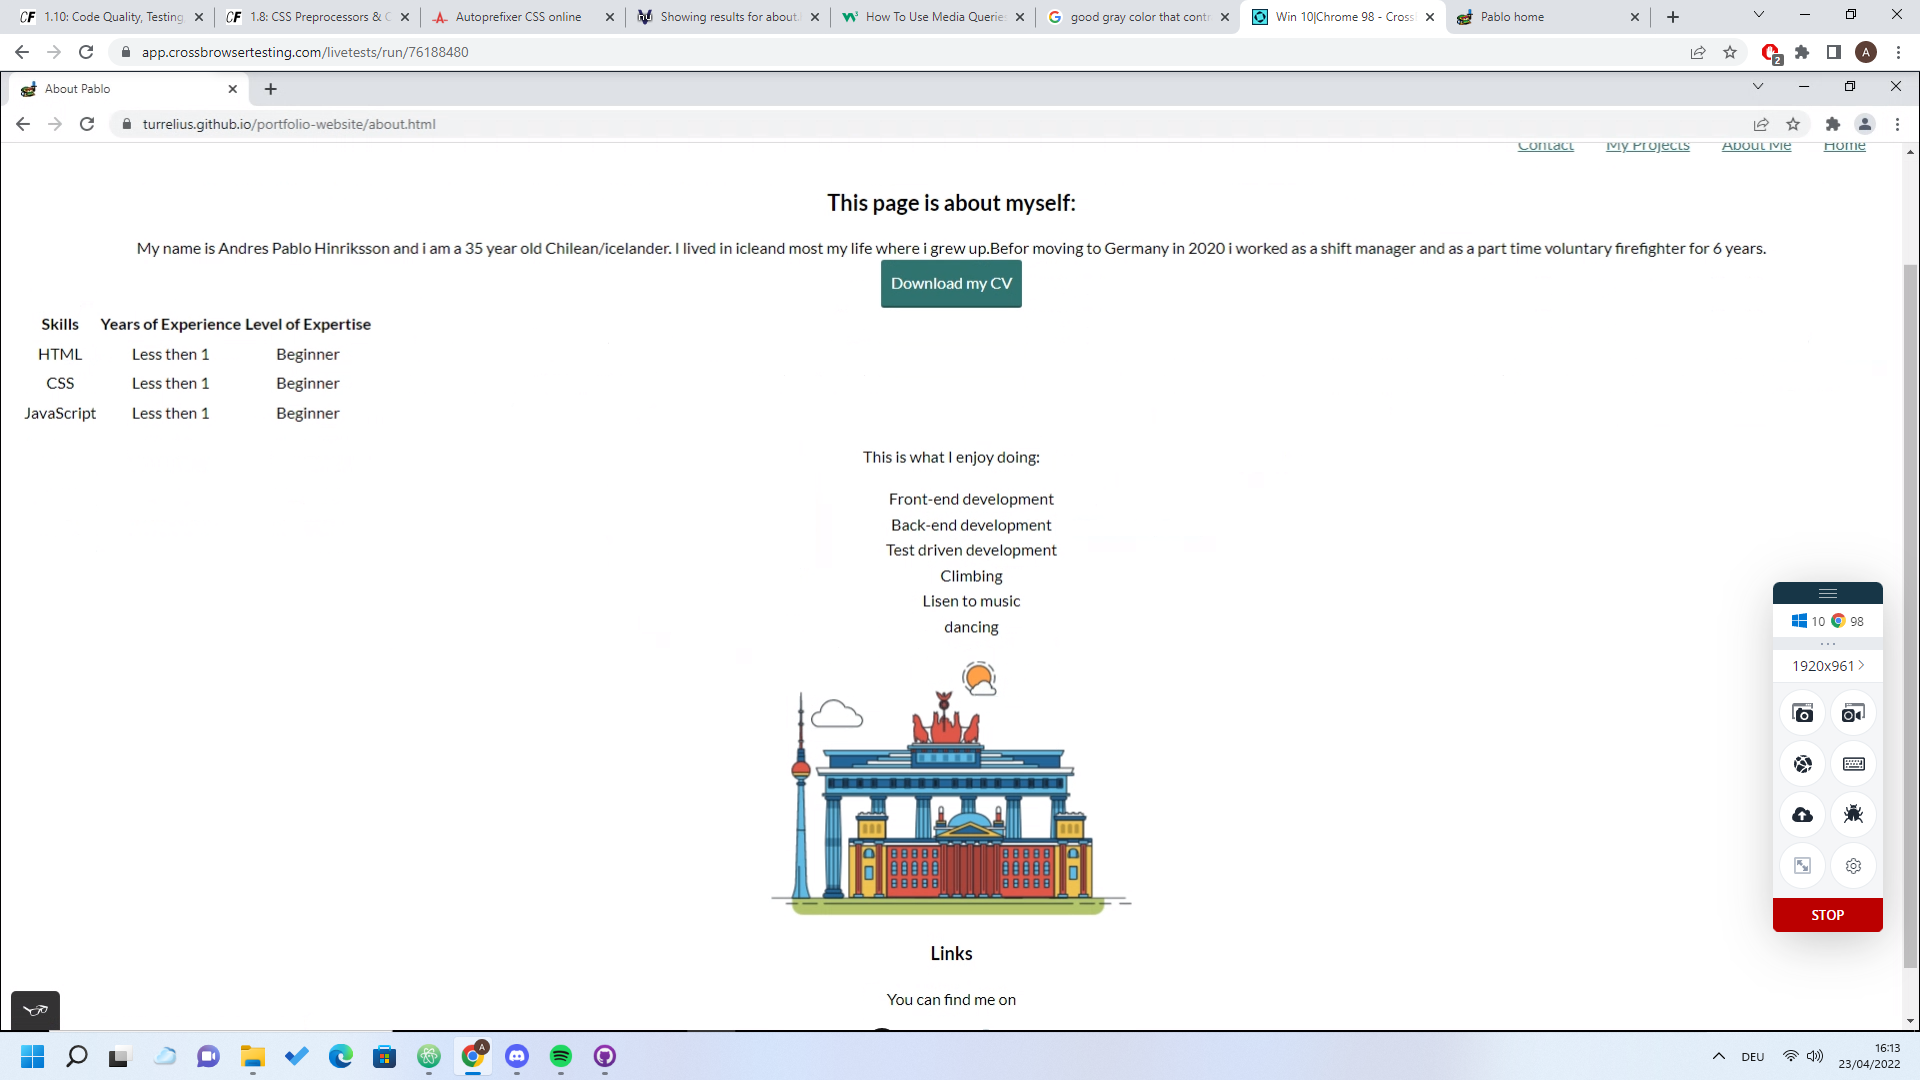 1.10: Code Quality, Testing,
1.8: CSS Preprocessors & C
Autoprefixer CSS online
Showing results for about.
How To Use Media Querie
good gray color that contr
Win 10|Chrome 98 - Cross
Pablo home
app.crossbrowsertesting.com/livetests/run/76188480
2
A
About Pablo
turrelius.github.io/portfolio-website/about.html
Contact My Projects About Me Home
This page is about myself:
My name is Andres Pablo Hinriksson and i am a 35 year old Chilean/icelander. I lived in icleand most my life where i grew up.Befor moving to Germany in 2020 i worked as a shift manager and as a part time voluntary firefighter for 6 years.
Download my CV
Skills Years of Experience Level of Expertise
HTML Less then 1 Beginner
CSS Less then 1 Beginner
JavaScript Less then 1 Beginner
This is what I enjoy doing:
Front-end development
Back-end development
Test driven development
Climbing
Lisen to music
dancing
10 98
1920x961
STOP
Links
You can find me on
A
DEU
16:13
23/04/2022